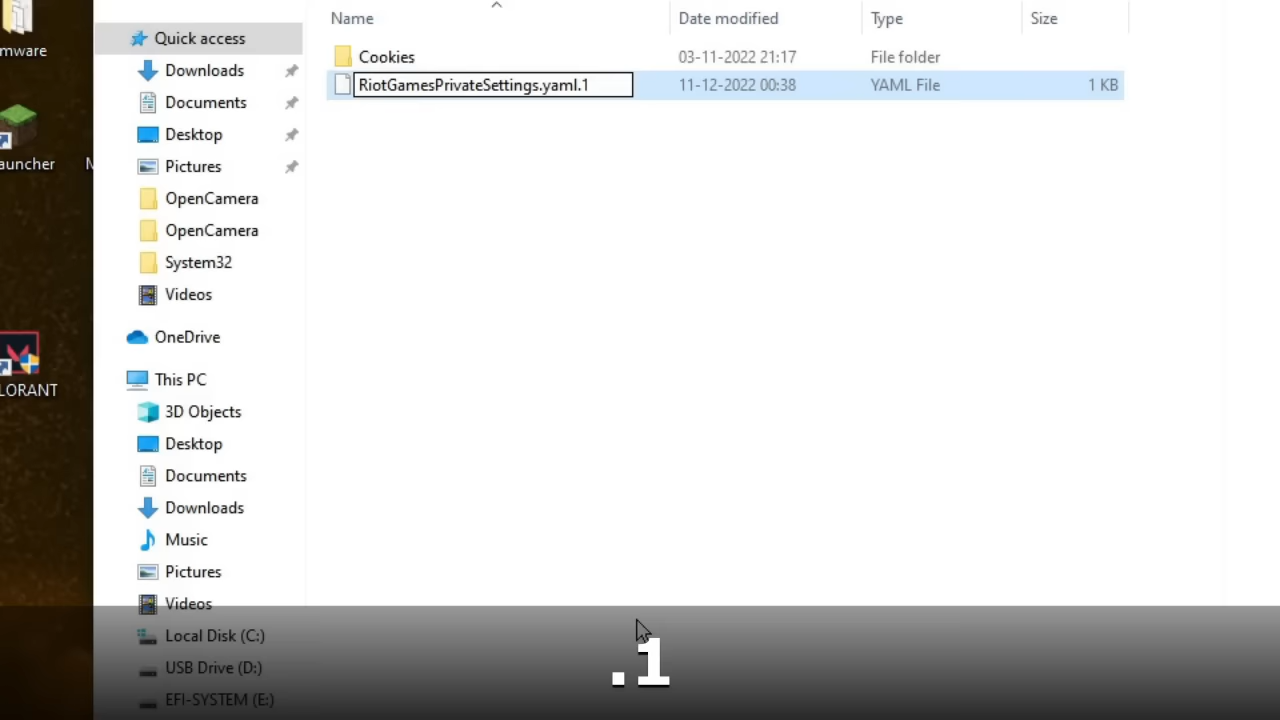 Name
Date modified
Type
Size
Cookies
03-11-2022 21:17
File folder
RiotGamesPrivateSettings.yaml.1
11-12-2022 00:38
YAML File
1 KB
mware
auncher
M
LORANT
Quick access
Downloads
Documents
Desktop
Pictures
OpenCamera
OpenCamera
System32
Videos
OneDrive
This PC
3D Objects
Desktop
Documents
Downloads
Music
Pictures
Videos
Local Disk (C:)
USB Drive (D:)
EFI-SYSTEM (E:)
.1